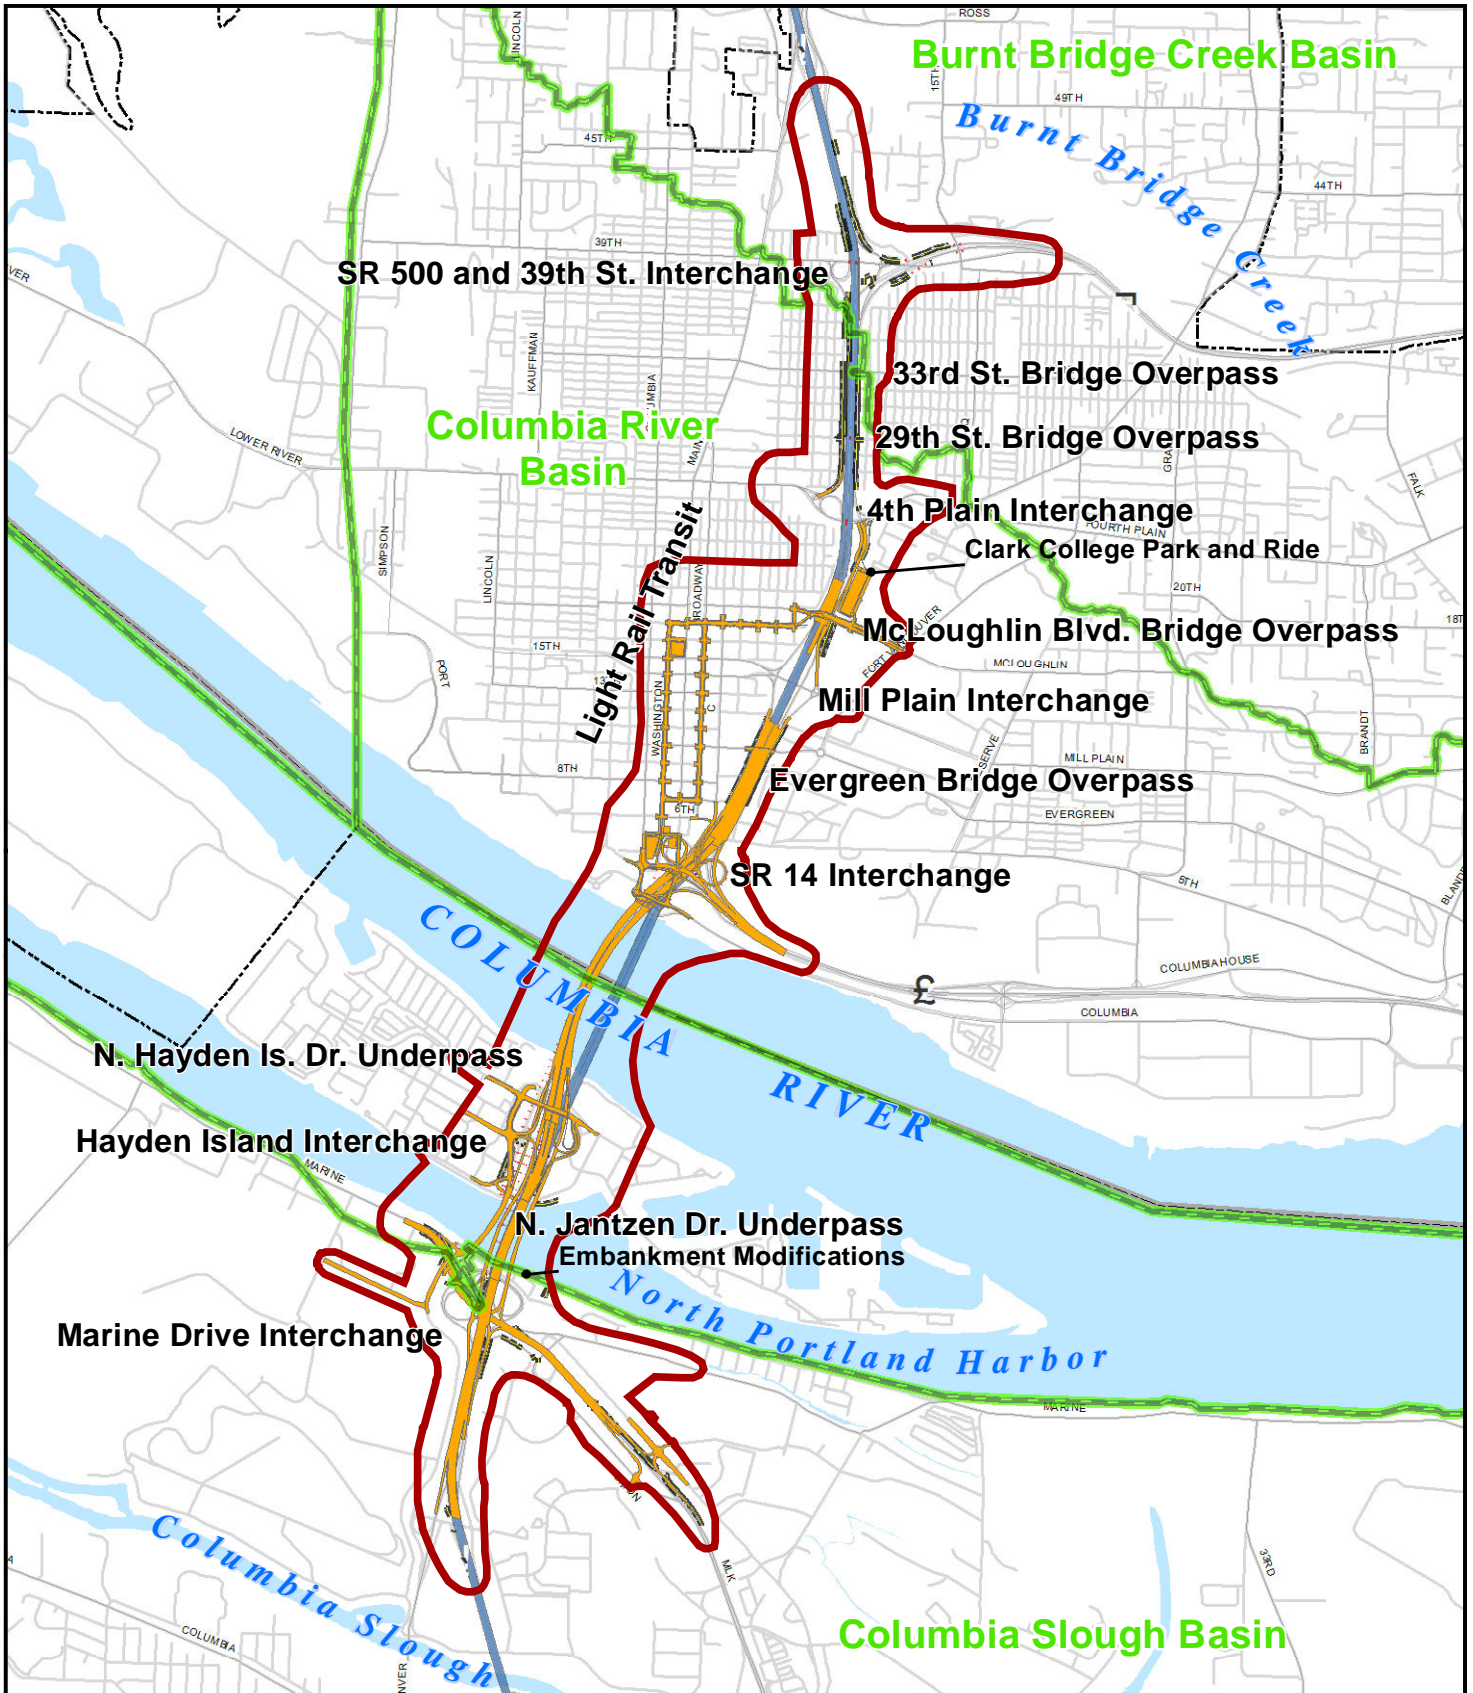 ROSS
LINCOLN
15TH
Burnt Bridge Creek Basin
49TH
Burnt Bridge Creek
45TH
44TH
39TH
SR 500 and 39th St. Interchange
KAUFFMAN
33rd St. Bridge Overpass
Columbia River
Basin
MAIN
29th St. Bridge Overpass
LOWER RIVER
FALK
4th Plain Interchange
FOURTH PLAIN
Clark College Park and Ride
Light Rail Transit
SIMPSON
LINCOLN
20TH
McLoughlin Blvd. Bridge Overpass
15TH
MCLOUGHLIN
PORT
WASHINGTON
C
Mill Plain Interchange
BRANDT
MILL PLAIN
8TH
Evergreen Bridge Overpass
6TH
EVERGREEN
SR 14 Interchange
5TH
COLUMBIA RIVER
COLUMBIA HOUSE
£
COLUMBIA
N. Hayden Is. Dr. Underpass
Hayden Island Interchange
MARINE
N. Jantzen Dr. Underpass
Embankment Modifications
North Portland Harbor
Marine Drive Interchange
MARINE
Columbia Slough
MLK
33RD
COLUMBIA
Columbia Slough Basin